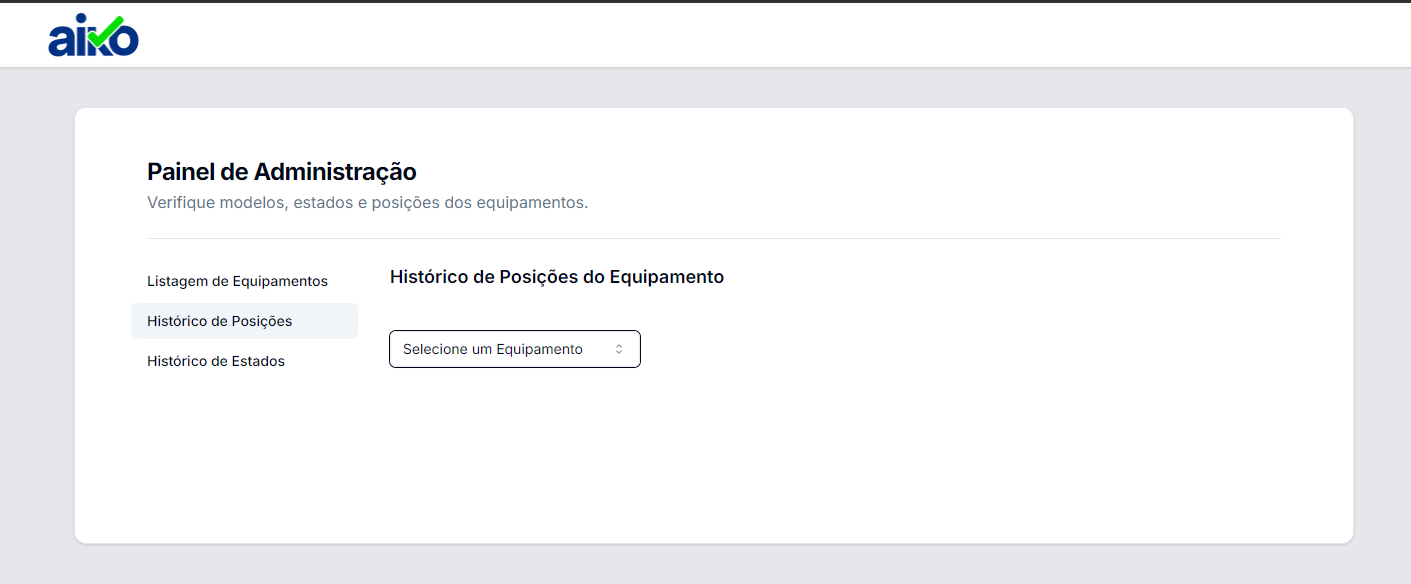 aiko
Painel de Administração
Verifique modelos, estados e posições dos equipamentos.
Listagem de Equipamentos
Histórico de Posições
Histórico de Estados
Histórico de Posições do Equipamento
Selecione um Equipamento